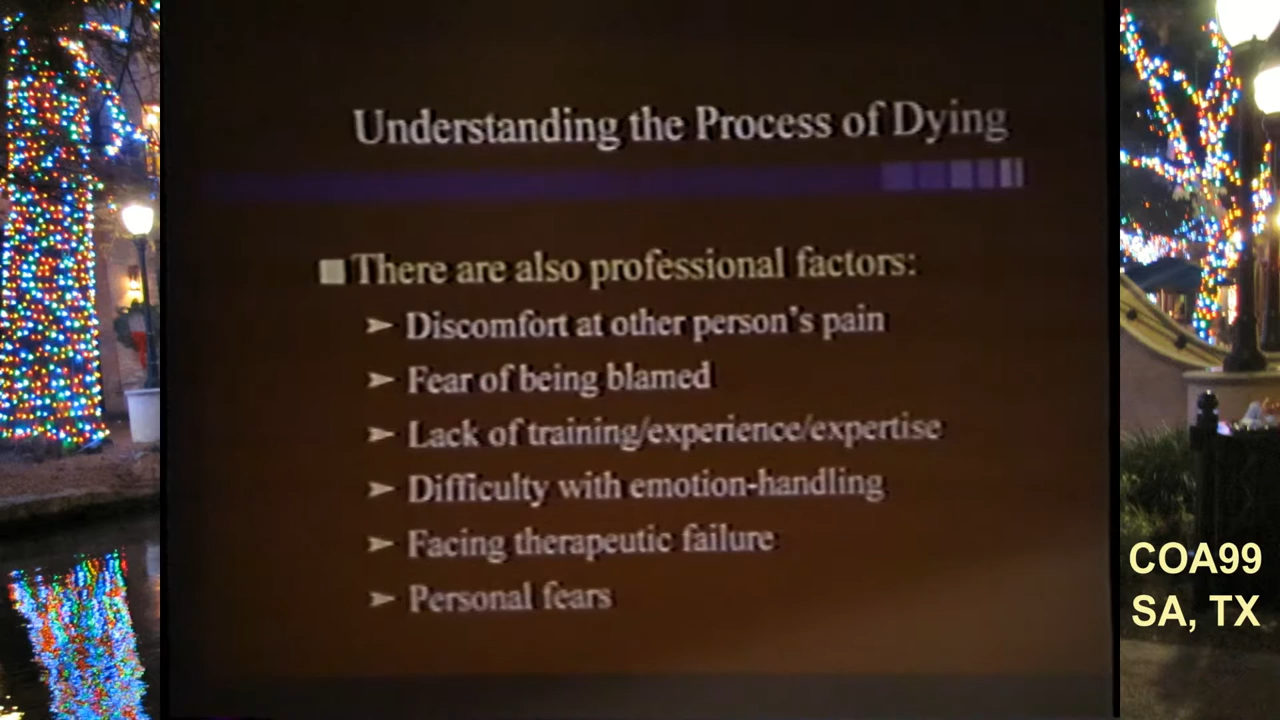 Understanding the Process of Dying
There are also professional factors:
Discomfort at other person's pain
Fear of being blamed
Lack of training/experience/expertise
Difficulty with emotion-handling
Facing therapeutic failure
Personal fears
COA99
SA, TX